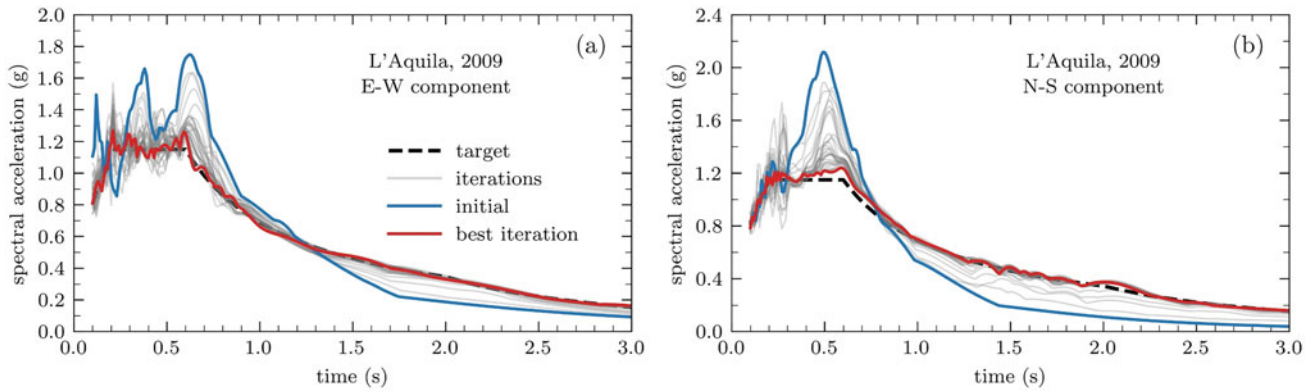 2.0
1.8
1.6
1.4
1.2
1.0
0.8
0.6
0.4
0.2
0.0
spectral acceleration (g)
(a)
L'Aquila, 2009
E-W component
target
iterations
initial
best iteration
0.0 0.5 1.0 1.5 2.0 2.5 3.0
time (s)
2.4
2.0
1.6
1.2
0.8
0.4
0.0
spectral acceleration (g)
(b)
L'Aquila, 2009
N-S component
0.0 0.5 1.0 1.5 2.0 2.5 3.0
time (s)